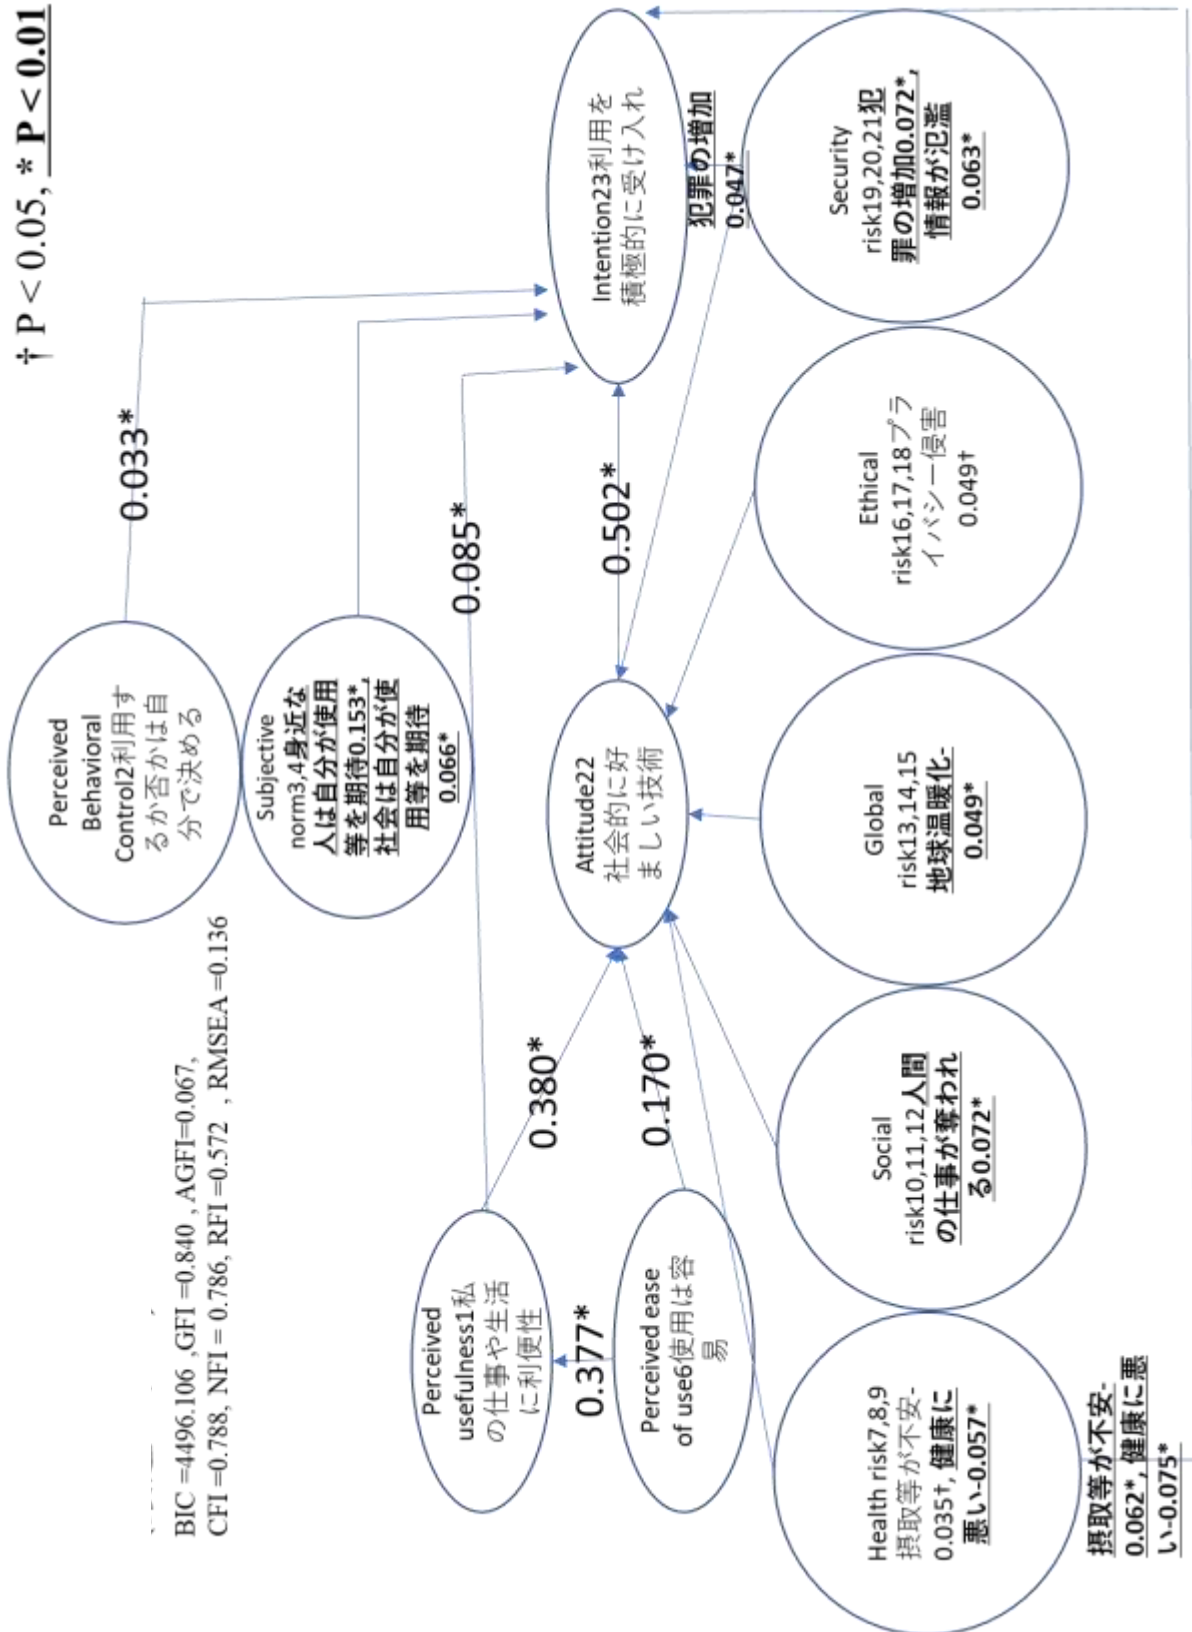 † P < 0.05, * P < 0.01
BIC =4496.106 ,GFI =0.840 , AGFI=0.067,
CFI =0.788, NFI = 0.786, RFI =0.572 , RMSEA =0.136
Perceived
Behavioral
Control2利用す
るか否かは自
分で決める
0.033*
Subjective
norm3,4身近な
人は自分が使用
等を期待0.153*,
社会は自分が使
用等を期待
0.066*
0.085*
Perceived
usefulness1私
の仕事や生活
に利便性
0.380*
0.377*
Perceived ease
of use6使用は容
易
0.170*
Attitude22
社会的に好
ましい技術
0.502*
Intention23利用を
積極的に受け入れ
犯罪の増加
0.047*
Health risk7,8,9
摂取等が不安-
0.035†, 健康に
悪い-0.057*
Social
risk10,11,12人間
の仕事が奪われ
る0.072*
Global
risk13,14,15
地球温暖化-
0.049*
Ethical
risk16,17,18プラ
イバシー侵害
0.049†
Security
risk19,20,21犯
罪の増加0.072*,
情報が氾濫
0.063*
摂取等が不安-
0.062*, 健康に悪
い-0.075*